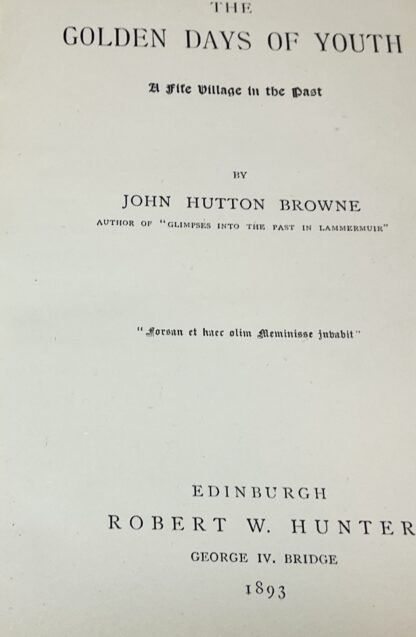 THE
GOLDEN DAYS OF YOUTH
A Fife Village in the Past
BY
JOHN HUTTON BROWNE
AUTHOR OF "GLIMPSES INTO THE PAST IN LAMMERMUIR"
"Forsan et haec olim Meminisse juvabit"
EDINBURGH
ROBERT W. HUNTER
GEORGE IV. BRIDGE
1893